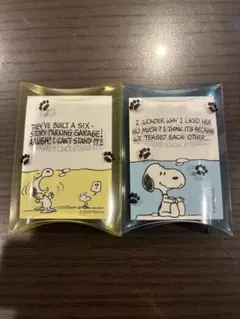 THEY'VE BUILT A SIX-
STORY PARKING GARAGE!
AAUGH! I CAN'T STAND IT!!
I WONDER WHY I LIKED HER
SO MUCH? I THINK IT'S BECAUSE
WE TEASED EACH OTHER...